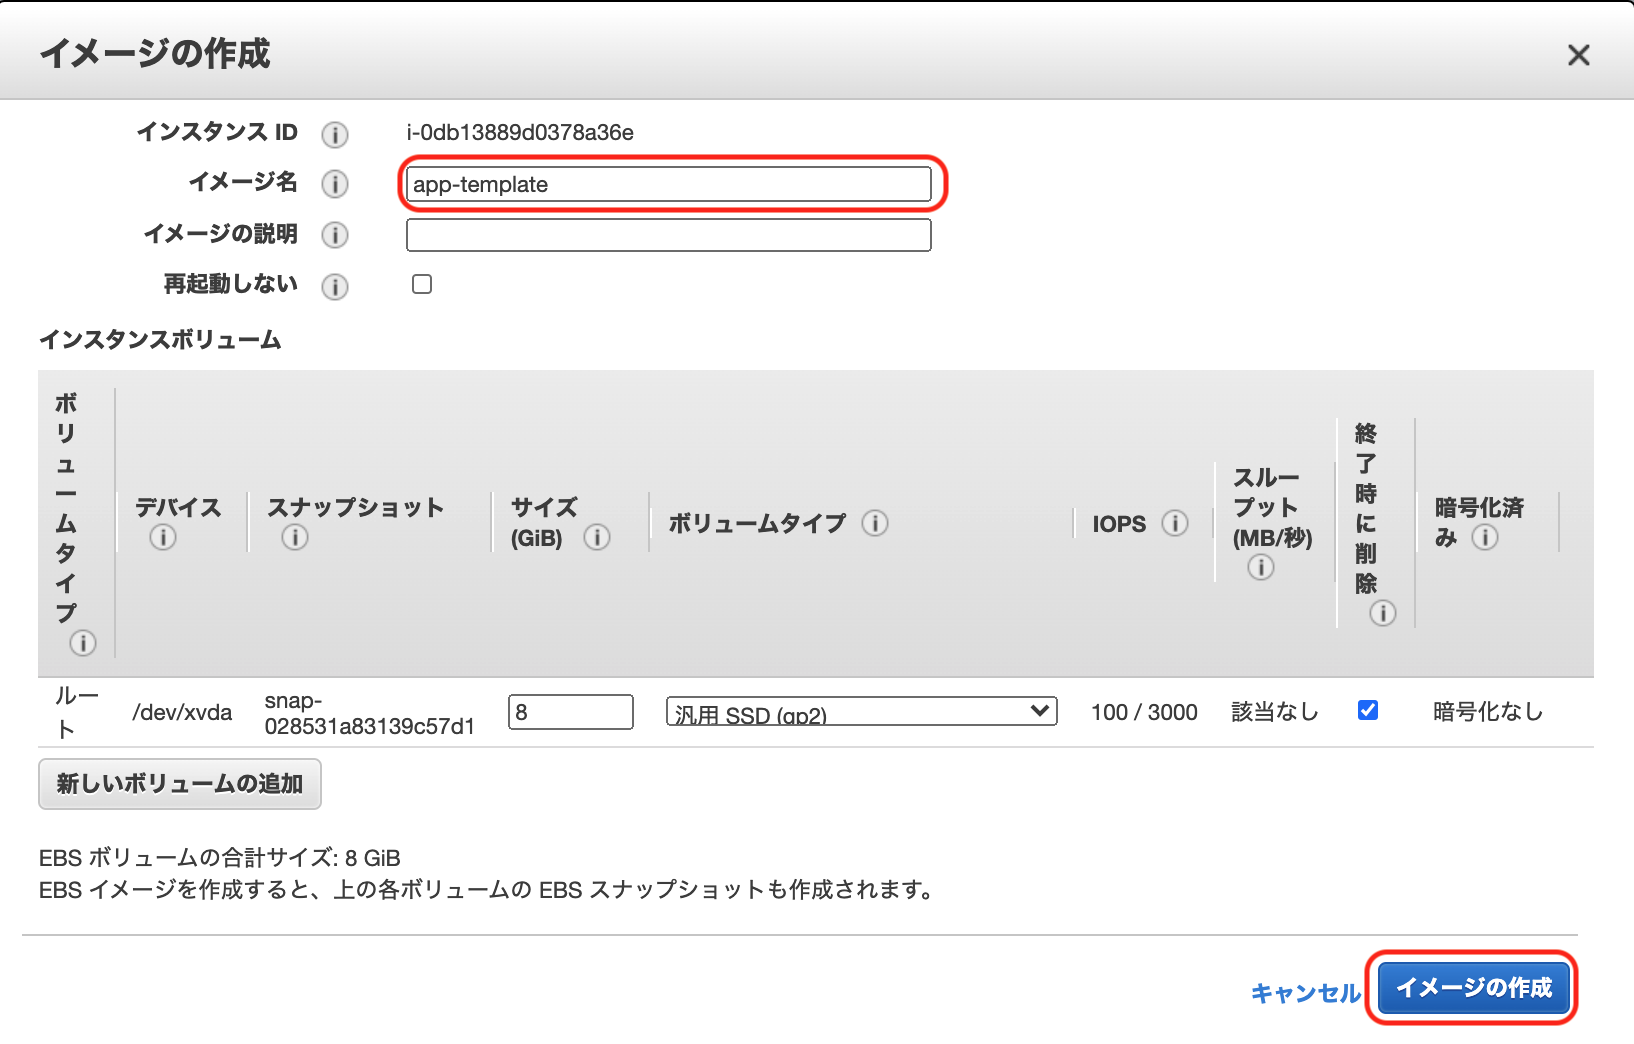 イメージの作成
インスタンス ID
i-0db13889d0378a36e
イメージ名
app-template
イメージの説明
再起動しない
インスタンスボリューム
ボリュームタイプ
デバイス
スナップショット
サイズ
(GiB)
ボリュームタイプ
IOPS
スルー
プット
(MB/秒)
終了時に削除
暗号化済
み
ルー
ト
/dev/xvda
snap-
028531a83139c57d1
8
汎用 SSD (gp2)
100 / 3000
該当なし
暗号化なし
新しいボリュームの追加
EBS ボリュームの合計サイズ: 8 GiB
EBS イメージを作成すると、上の各ボリュームの EBS スナップショットも作成されます。
キャンセル
イメージの作成